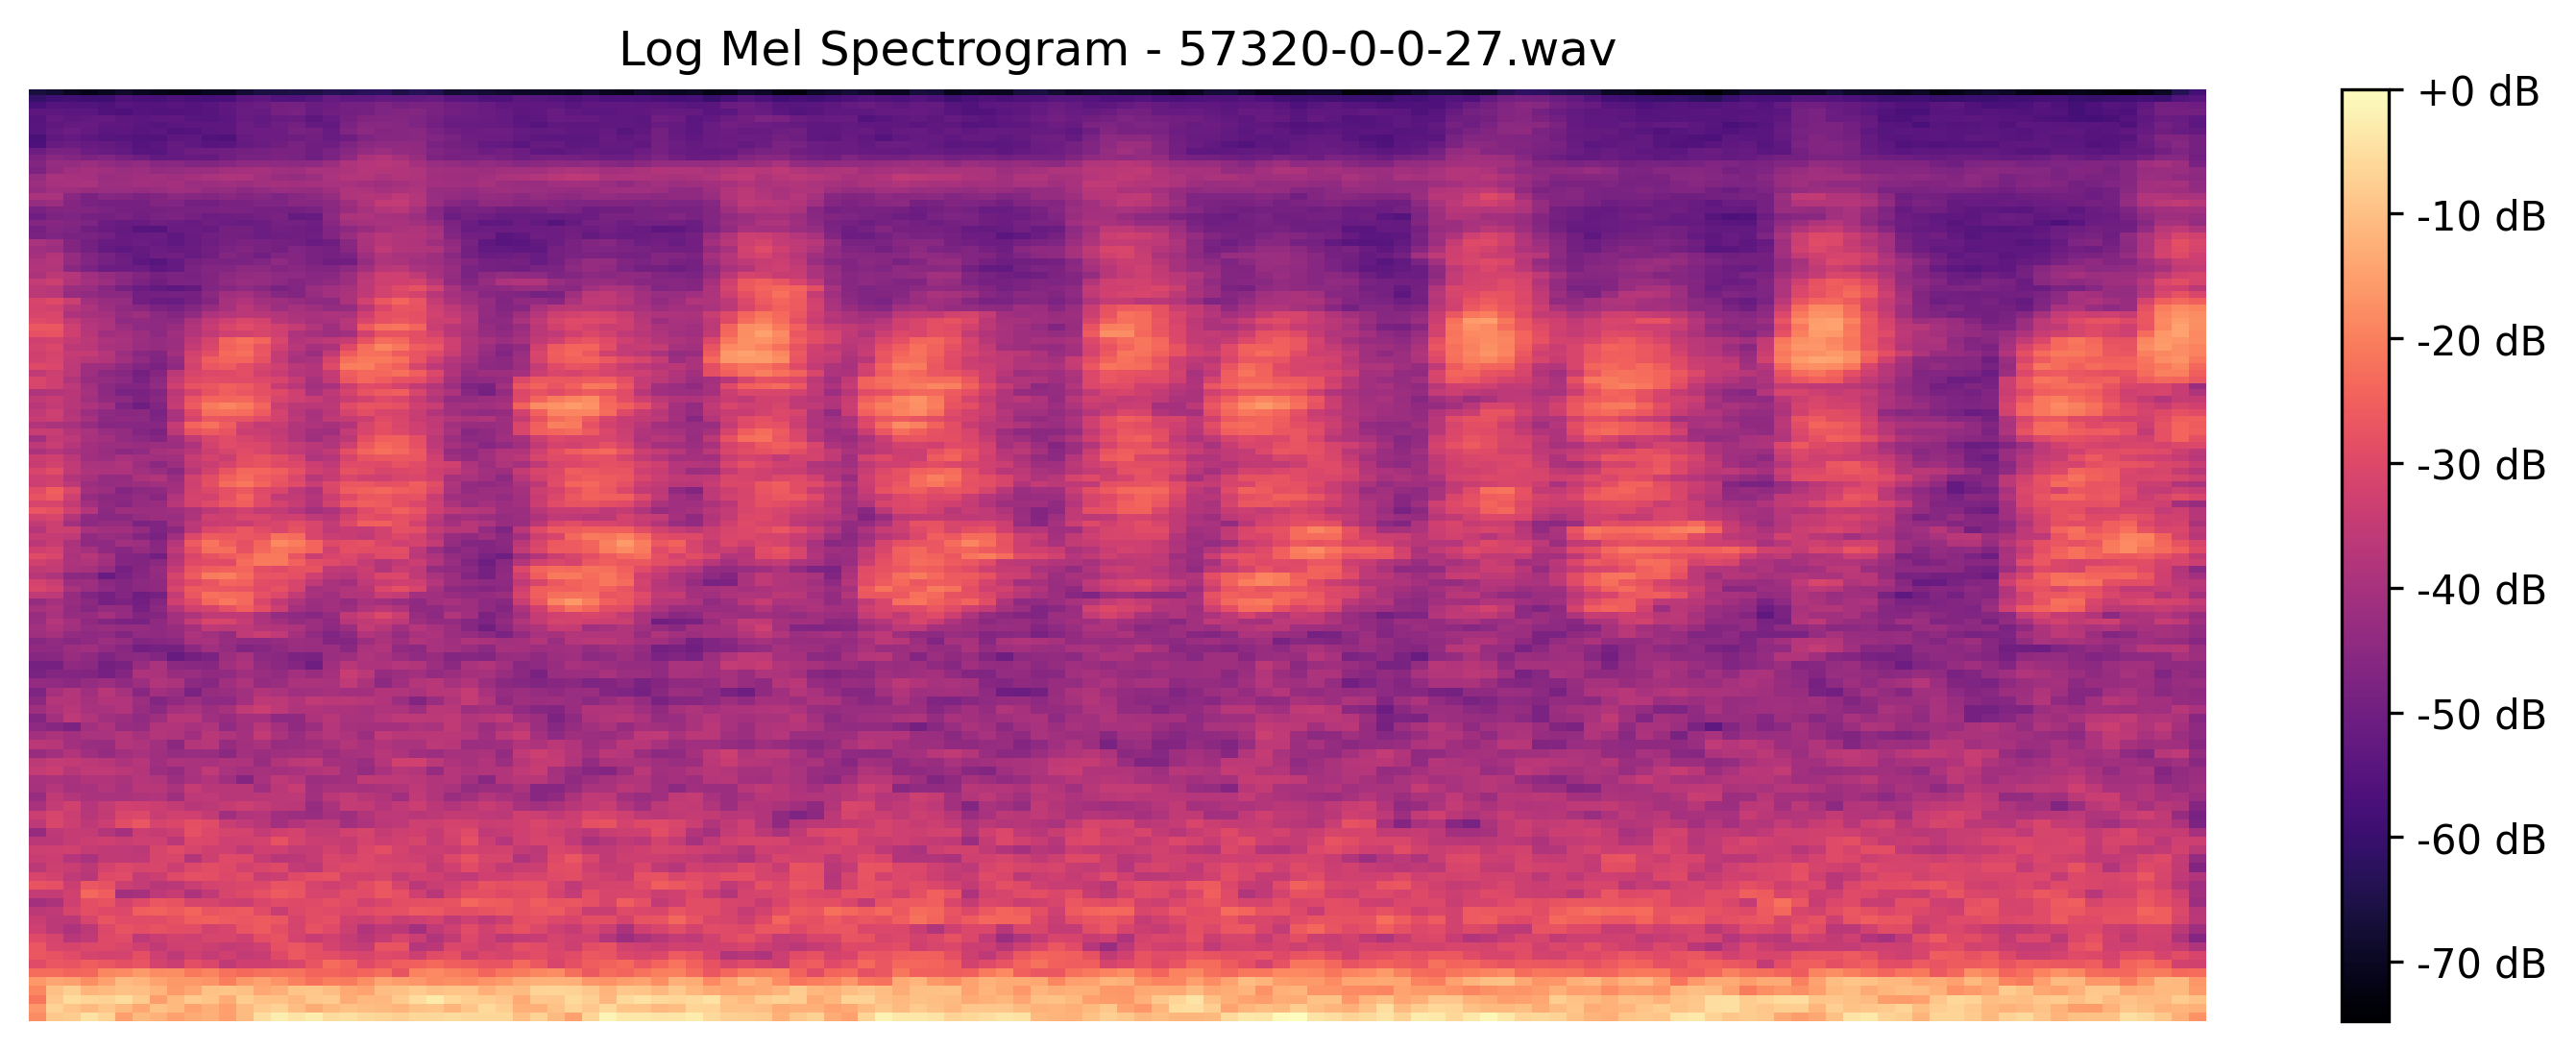 Log Mel Spectrogram - 57320-0-0-27.wav
+0 dB
-10 dB
-20 dB
-30 dB
-40 dB
-50 dB
-60 dB
-70 dB